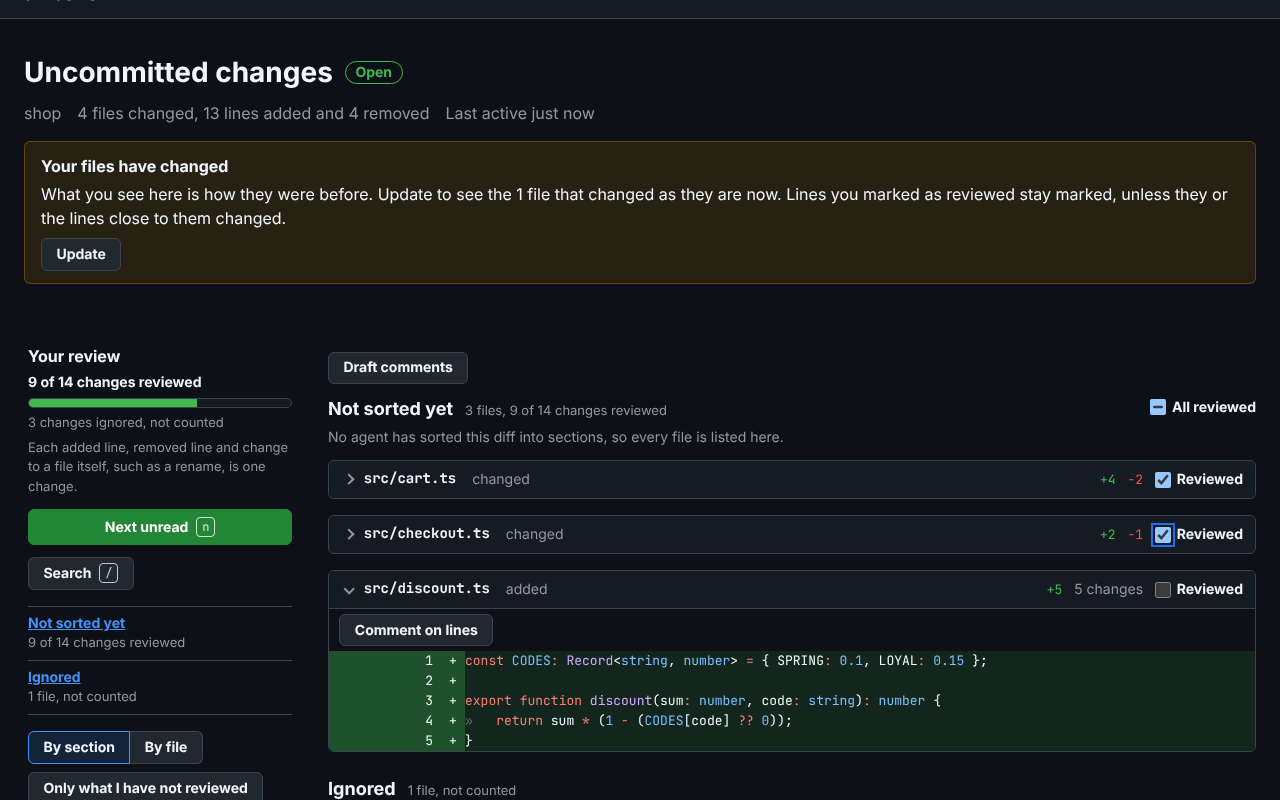 Uncommitted changes Open
shop 4 files changed, 13 lines added and 4 removed Last active just now
Your files have changed
What you see here is how they were before. Update to see the 1 file that changed as they are now. Lines you marked as reviewed stay marked, unless they or
the lines close to them changed.
Update
Your review
9 of 14 changes reviewed
3 changes ignored, not counted
Each added line, removed line and change
to a file itself, such as a rename, is one
change.
Next unread n
Search /
Not sorted yet
9 of 14 changes reviewed
Ignored
1 file, not counted
By section By file
Only what I have not reviewed
Draft comments
Not sorted yet 3 files, 9 of 14 changes reviewed All reviewed
No agent has sorted this diff into sections, so every file is listed here.
src/cart.ts changed +4 -2 Reviewed
src/checkout.ts changed +2 -1 Reviewed
src/discount.ts added +5 5 changes Reviewed
Comment on lines
1 + const CODES: Record<string, number> = { SPRING: 0.1, LOYAL: 0.15 };
2 +
3 + export function discount(sum: number, code: string): number {
4 + » return sum * (1 - (CODES[code] ?? 0));
5 + }
Ignored 1 file, not counted